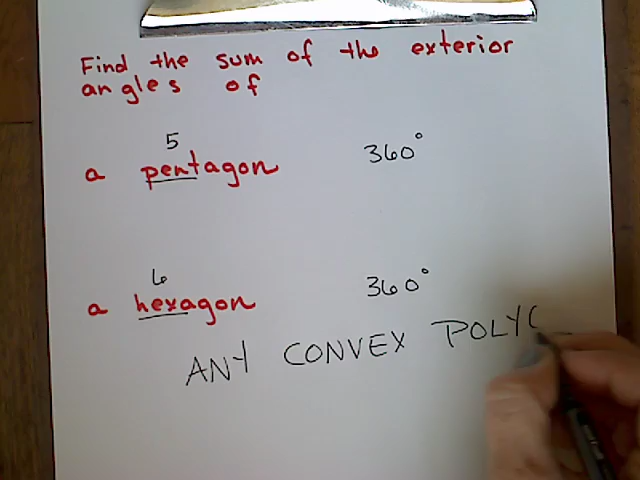 Find the sum of the exterior
angles of
5
a pentagon 360°
6
a hexagon 360°
ANY CONVEX